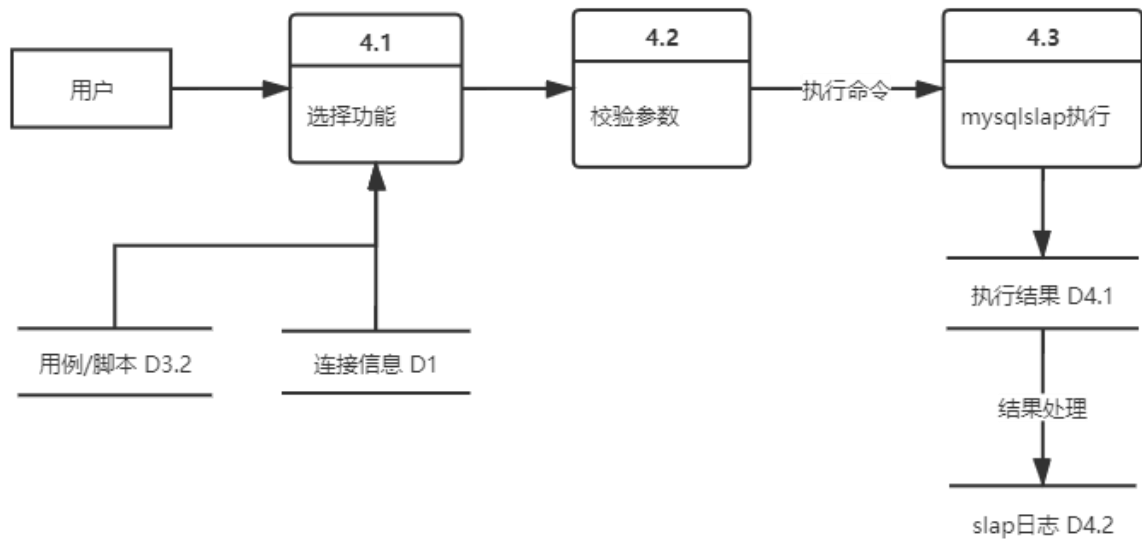 4.1
4.2
4.3
用户
选择功能
校验参数
执行命令
mysqlslap执行
执行结果 D4.1
用例/脚本 D3.2
连接信息 D1
结果处理
slap日志 D4.2